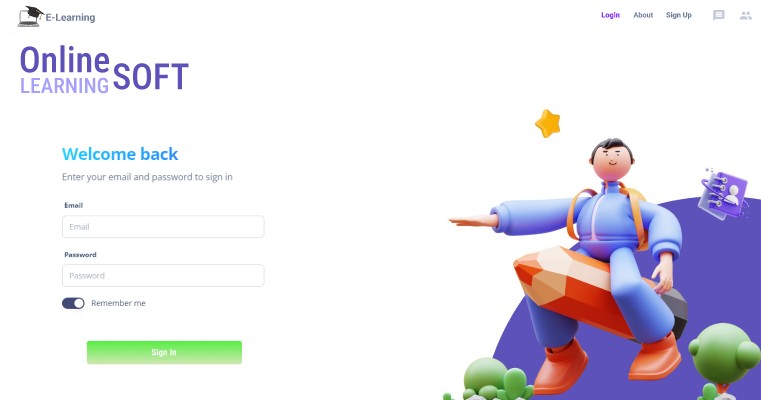 E-Learning
Login About Sign Up
Online
LEARNING SOFT
Welcome back
Enter your email and password to sign in
Email
Email
Password
Password
Remember me
Sign In